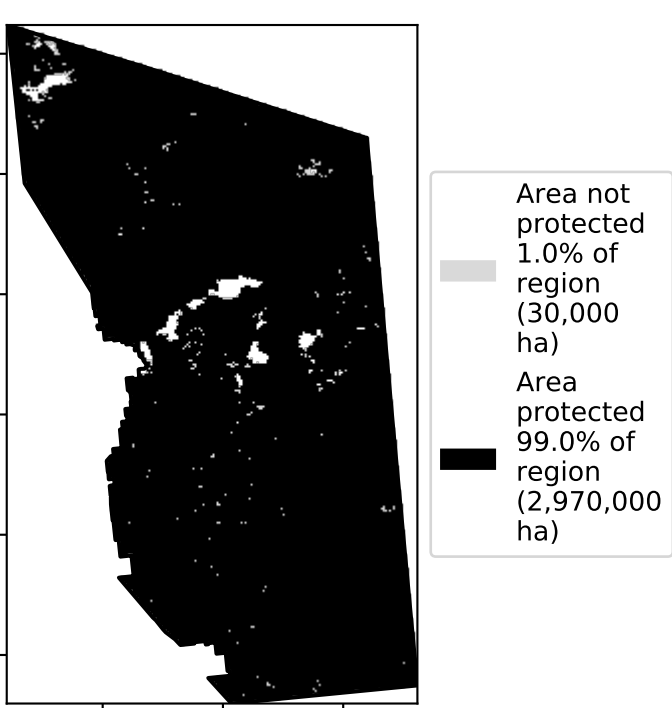 Area not
protected
1.0% of
region
(30,000
ha)
Area
protected
99.0% of
region
(2,970,000
ha)